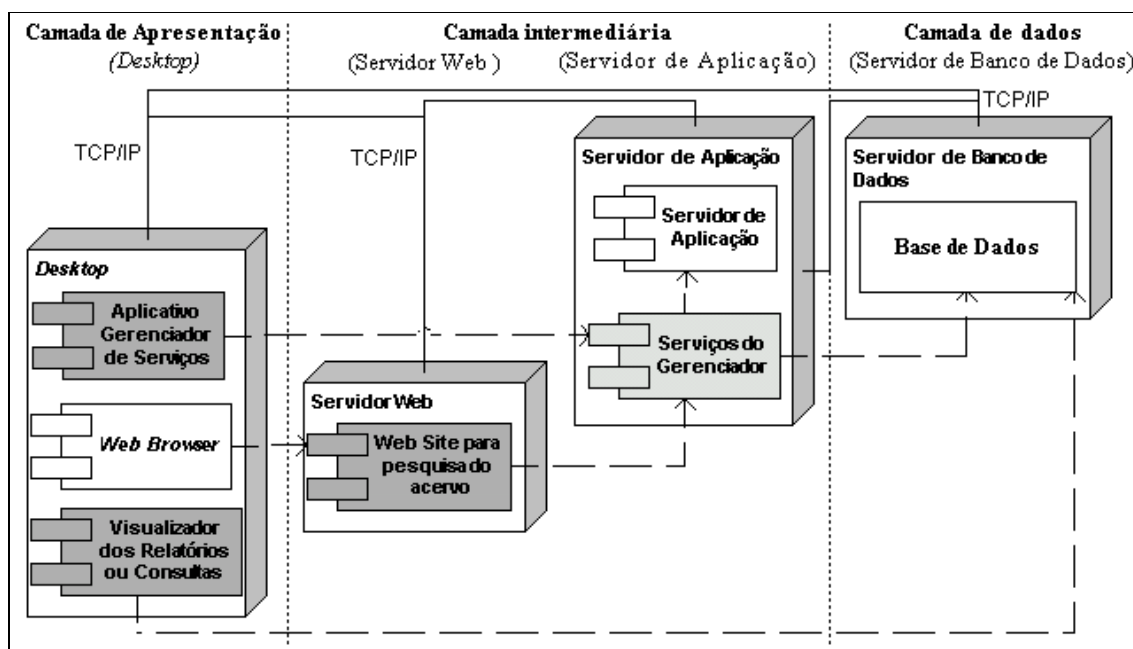 Camada de Apresentação
(Desktop)
Camada intermediária
(Servidor Web )
(Servidor de Aplicação)
Camada de dados
(Servidor de Banco de Dados)
TCP/IP
TCP/IP
TCP/IP
Desktop
Aplicativo
Gerenciador
de Serviços
Web Browser
Visualizador
dos Relatórios
ou Consultas
Servidor Web
Web Site para
pesquisa do
acervo
Servidor de Aplicação
Servidor de
Aplicação
Serviços do
Gerenciador
Servidor de Banco de
Dados
Base de Dados